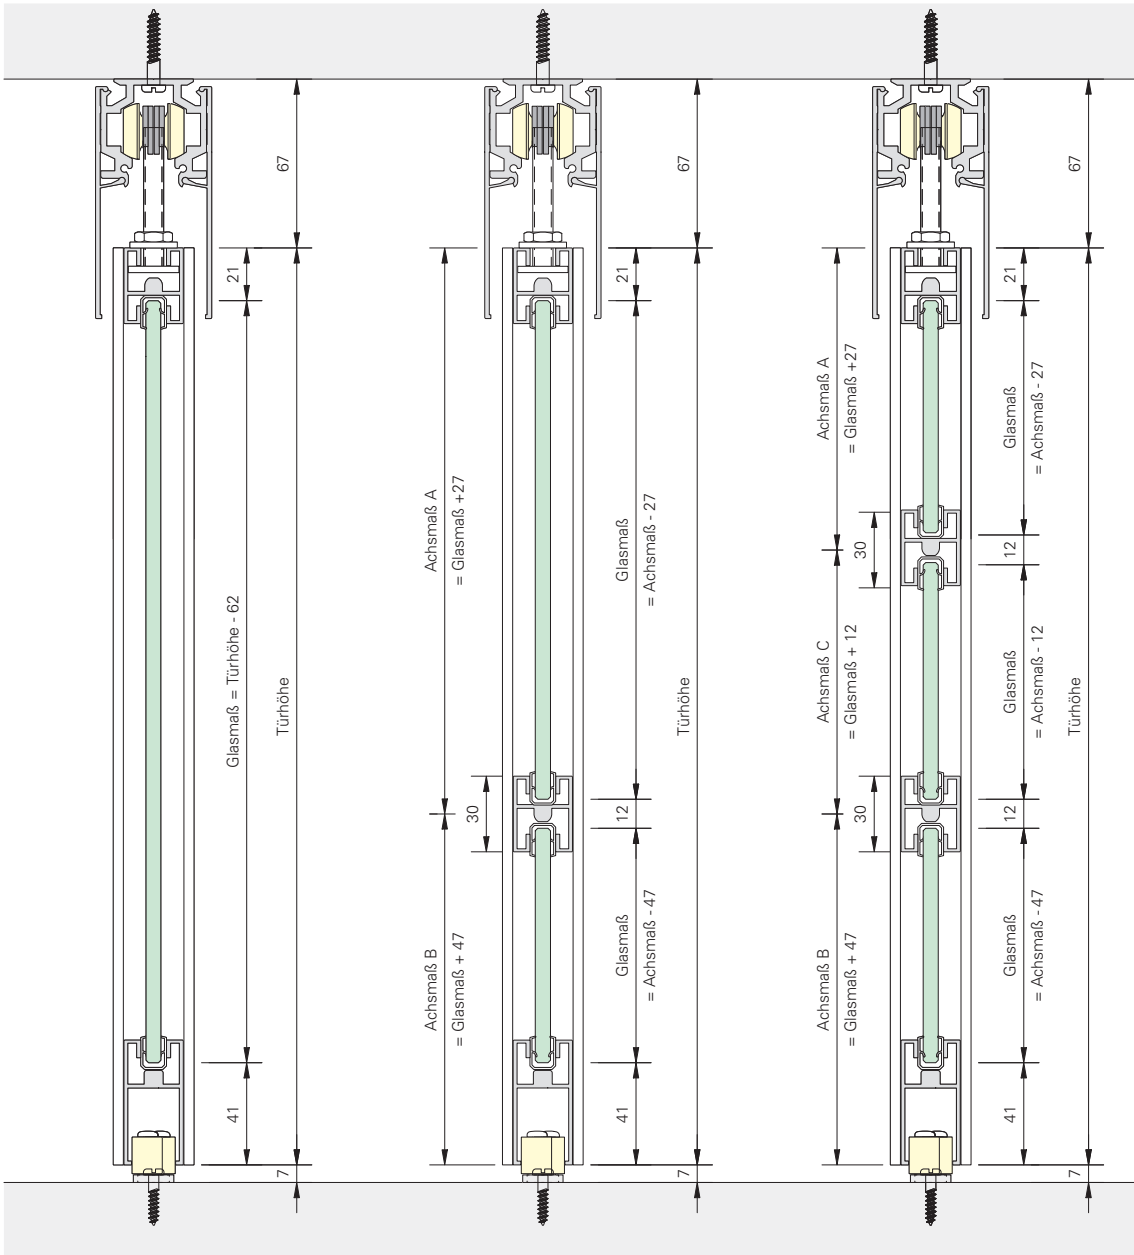 67
21
Glasmaß = Türhöhe - 62
Türhöhe
41
7
67
21
Achsmaß A
= Glasmaß +27
Glasmaß
= Achsmaß - 27
Türhöhe
30
12
Achsmaß B
= Glasmaß + 47
Glasmaß
= Achsmaß - 47
41
7
67
21
Achsmaß A
= Glasmaß +27
Glasmaß
= Achsmaß - 27
30
12
Achsmaß C
= Glasmaß + 12
Glasmaß
= Achsmaß - 12
Türhöhe
30
12
Achsmaß B
= Glasmaß + 47
Glasmaß
= Achsmaß - 47
41
7